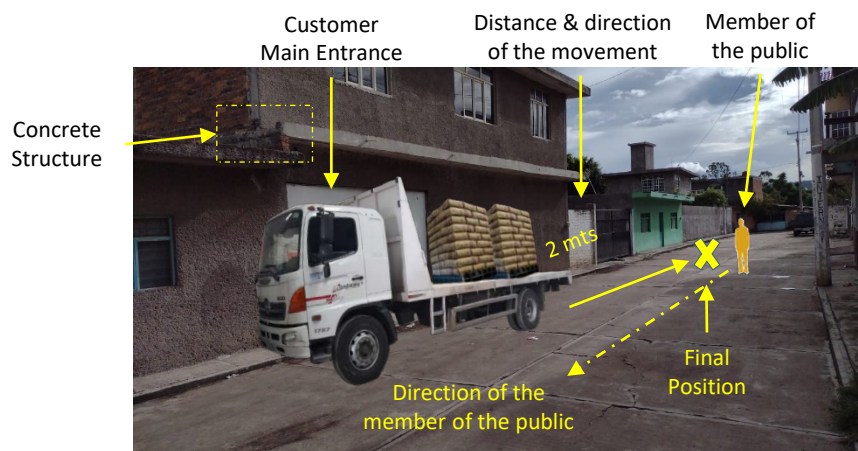 Customer
Main Entrance
Distance & direction
of the movement
Member of
the public
Concrete
Structure
2 mts
Final
Position
Direction of the
member of the public